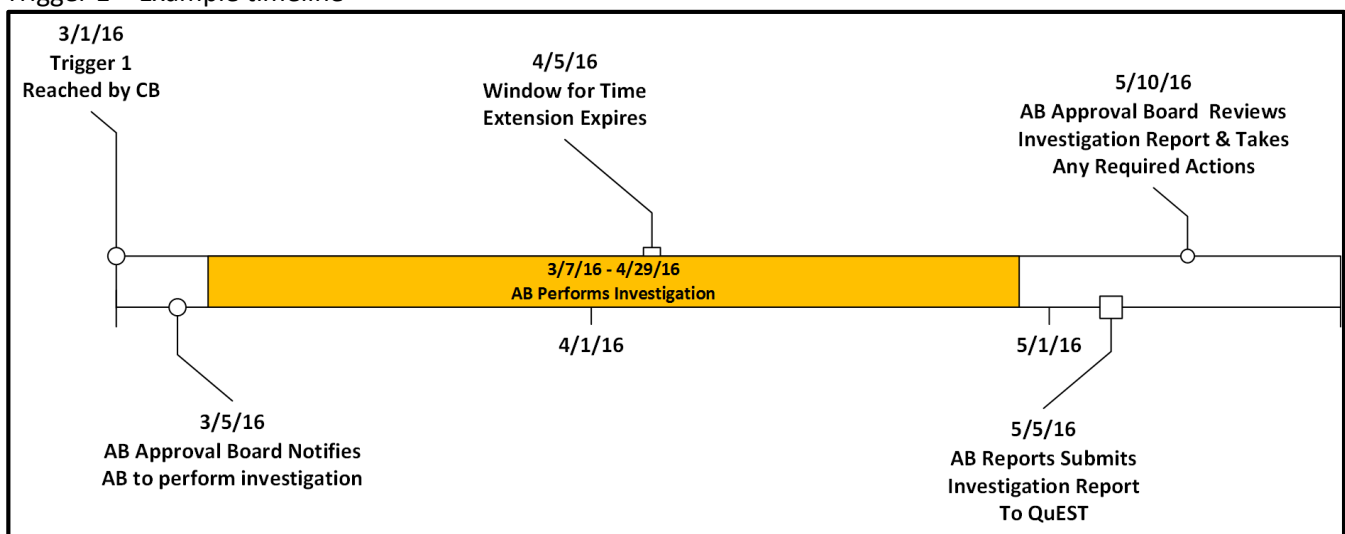 Trigger 1 – Example timeline
3/1/16
Trigger 1
Reached by CB
4/5/16
Window for Time
Extension Expires
5/10/16
AB Approval Board Reviews
Investigation Report & Takes
Any Required Actions
3/7/16 - 4/29/16
AB Performs Investigation
4/1/16
5/1/16
3/5/16
AB Approval Board Notifies
AB to perform investigation
5/5/16
AB Reports Submits
Investigation Report
To QuEST